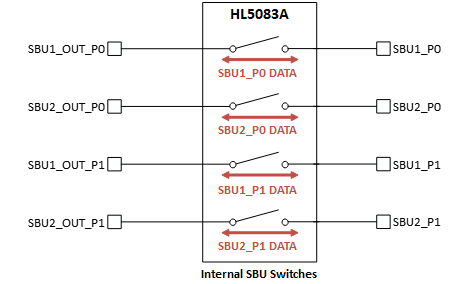 HL5083A
SBU1_OUT_P0
SBU1_P0
SBU1_P0 DATA
SBU2_OUT_P0
SBU2_P0
SBU2_P0 DATA
SBU1_OUT_P1
SBU1_P1
SBU1_P1 DATA
SBU2_OUT_P1
SBU2_P1
SBU2_P1 DATA
Internal SBU Switches